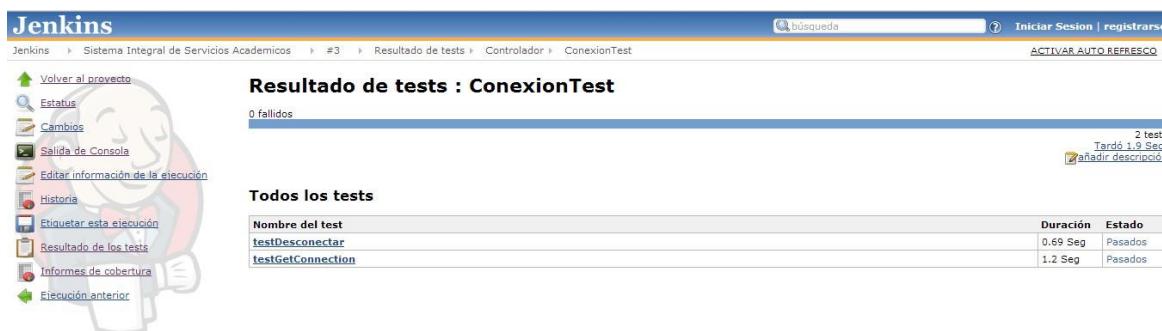 Jenkins
búsqueda
Iniciar Sesion | registrarse
Jenkins Sistema Integral de Servicios Academicos #3 Resultado de tests Controlador ConexionTest
ACTIVAR AUTO REFRESCO
Volver al proyecto
Estatus
Cambios
Salida de Consola
Editar información de la ejecución
Historia
Etiquetar esta ejecución
Resultado de los tests
Informes de cobertura
Ejecución anterior
Resultado de tests : ConexionTest
0 fallidos
2 test
Tardó 1.9 Seg
añadir descripció
Todos los tests
Nombre del test Duración Estado
testDesconectar 0.69 Seg Pasados
testGetConnection 1.2 Seg Pasados